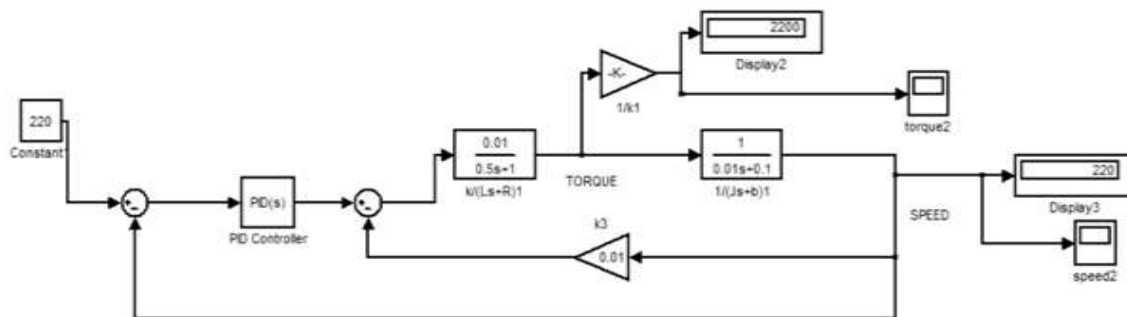 2200
Display2
-K-
1/k1
torque2
220
Constant
0.01
0.5s+1
k/(Ls+R)1
TORQUE
1
0.01s+0.1
1/(Js+b)1
220
Display3
SPEED
PID(s)
PID Controller
k3
0.01
speed2